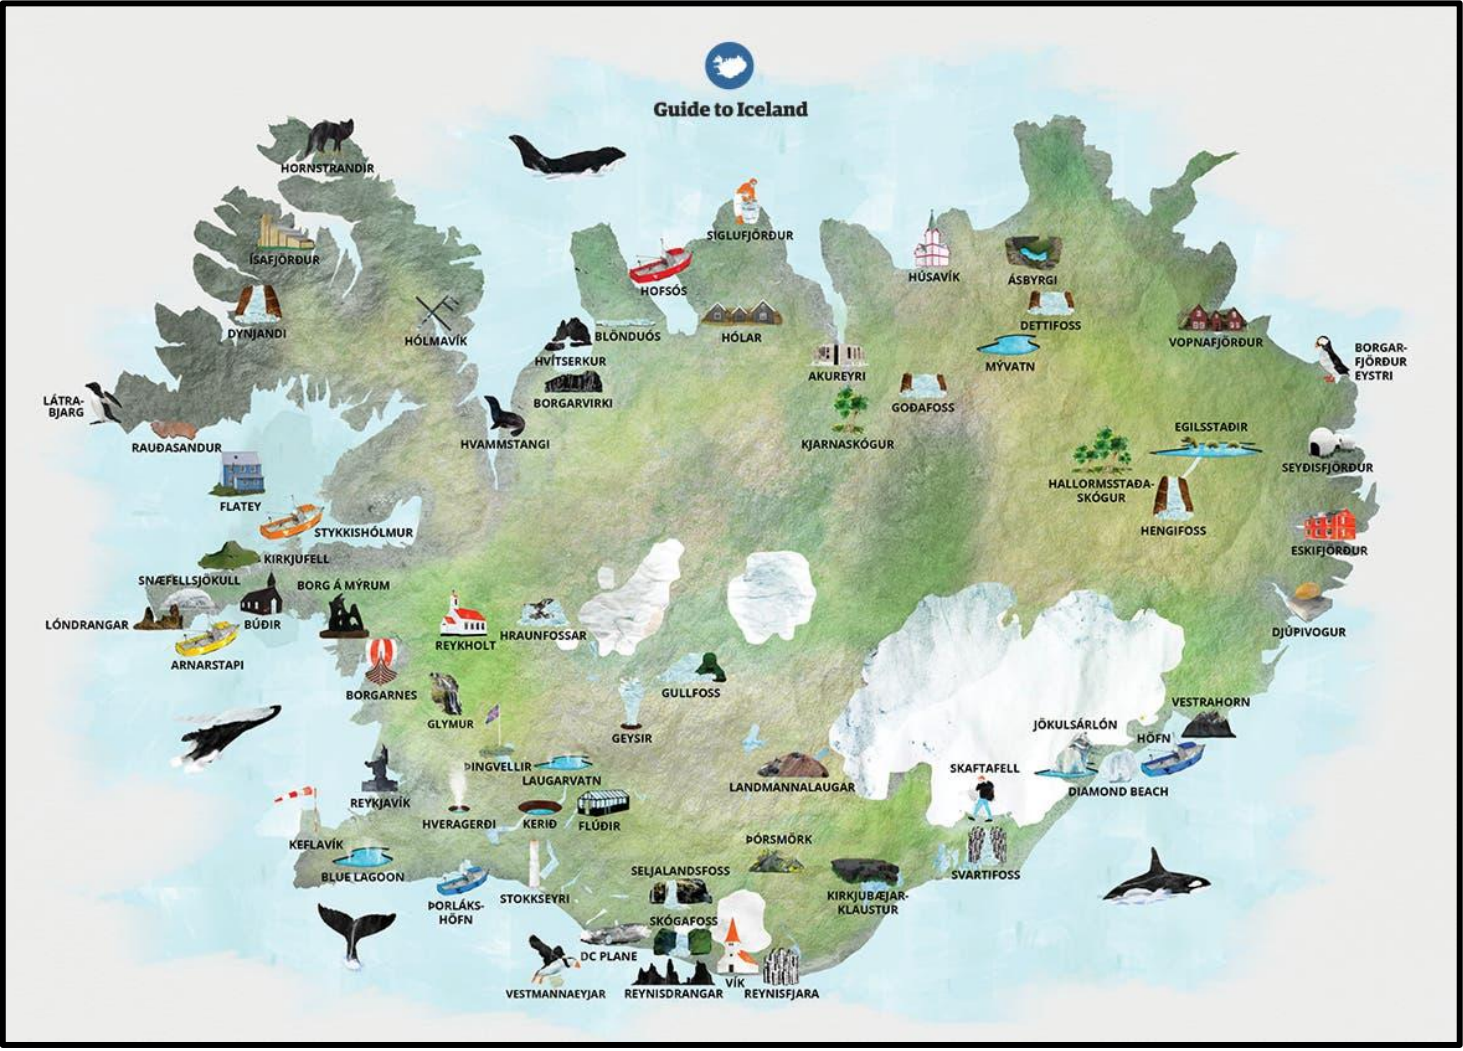 Guide to Iceland
HORNSTRANDIR
SIGLUFJÖRÐUR
ÍSAFJÖRÐUR
HÚSAVÍK
ÁSBYRGI
HOFSÓS
DYNJANDI
HÓLMAVÍK
BLÖNDUÓS
HÓLAR
DETTIFOSS
VOPNAFJÖRÐUR
HVÍTSERKUR
MÝVATN
BORGAR-
FJÖRÐUR
EYSTRI
AKUREYRI
LÁTRA-
BJARG
BORGARVIRKI
GOÐAFOSS
RAUÐASANDUR
HVAMMSTANGI
KJARNASKÓGUR
EGILSSTAÐIR
SEYÐISFJÖRÐUR
HALLORMSSTAÐA-
SKÓGUR
FLATEY
STYKKISHÓLMUR
HENGIFOSS
ESKIFJÖRÐUR
KIRKJUFELL
SNÆFELLSJÖKULL
BORG Á MÝRUM
LÓNDRANGAR
BÚÐIR
REYKHOLT
HRAUNFOSSAR
DJÚPIVOGUR
ARNARSTAPI
BORGARNES
GULLFOSS
GLYMUR
VESTRAHORN
GEYSIR
JÖKULSÁRLÓN
HÖFN
ÞINGVELLIR
LAUGARVATN
SKAFTAFELL
LANDMANNALAUGAR
DIAMOND BEACH
REYKJAVÍK
HVERAGERÐI
KERIÐ
FLÚÐIR
KEFLAVÍK
ÞÓRSMÖRK
BLUE LAGOON
SELJALANDSFOSS
SVARTIFOSS
STOKKSEYRI
KIRKJUBÆJAR-
KLAUSTUR
ÞORLÁKS-
HÖFN
SKÓGAFOSS
DC PLANE
VÍK
VESTMANNAEYJAR
REYNISDRANGAR
REYNISFJARA